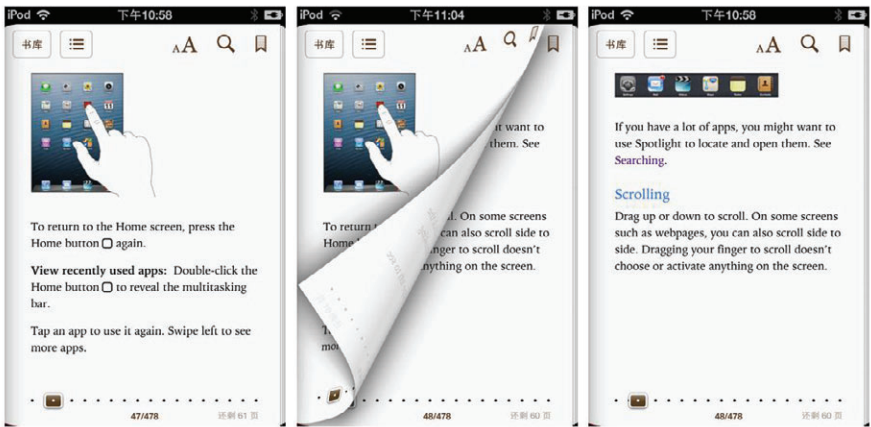 iPod 下午10:58
书库 AA
To return to the Home screen, press the
Home button again.
View recently used apps: Double-click the
Home button to reveal the multitasking
bar.
Tap an app to use it again. Swipe left to see
more apps.
47/478 还剩 61 页
iPod 下午11:04
书库 AA
it want to
them. See
To return
l. On some screens
Home
can also scroll side to
nger to scroll doesn't
nything on the screen.
48/478 还剩 60 页
iPod 下午10:58
书库 AA
If you have a lot of apps, you might want to
use Spotlight to locate and open them. See
Searching.
Scrolling
Drag up or down to scroll. On some screens
such as webpages, you can also scroll side to
side. Dragging your finger to scroll doesn't
choose or activate anything on the screen.
48/478 还剩 60 页